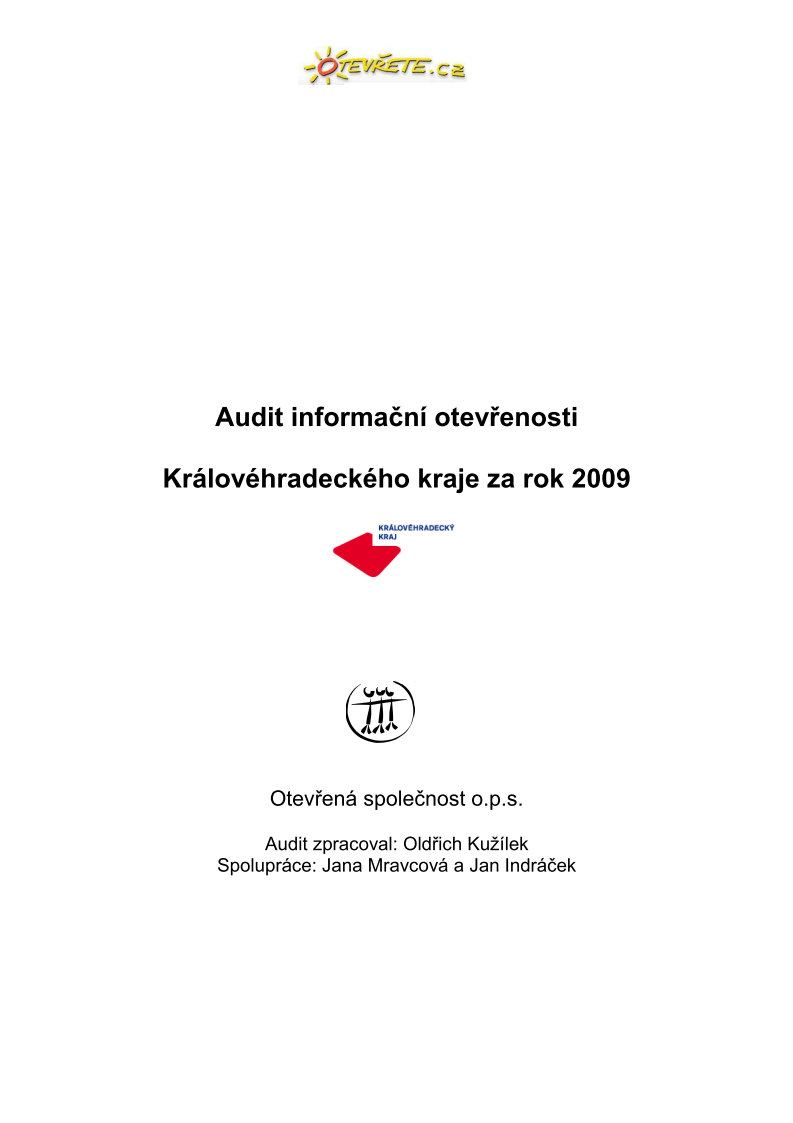 OTEVŘETE.CZ
Audit informační otevřenosti
Královéhradeckého kraje za rok 2009
KRÁLOVÉHRADECKÝ
KRAJ
Otevřená společnost o.p.s.
Audit zpracoval: Oldřich Kužílek
Spolupráce: Jana Mravcová a Jan Indráček